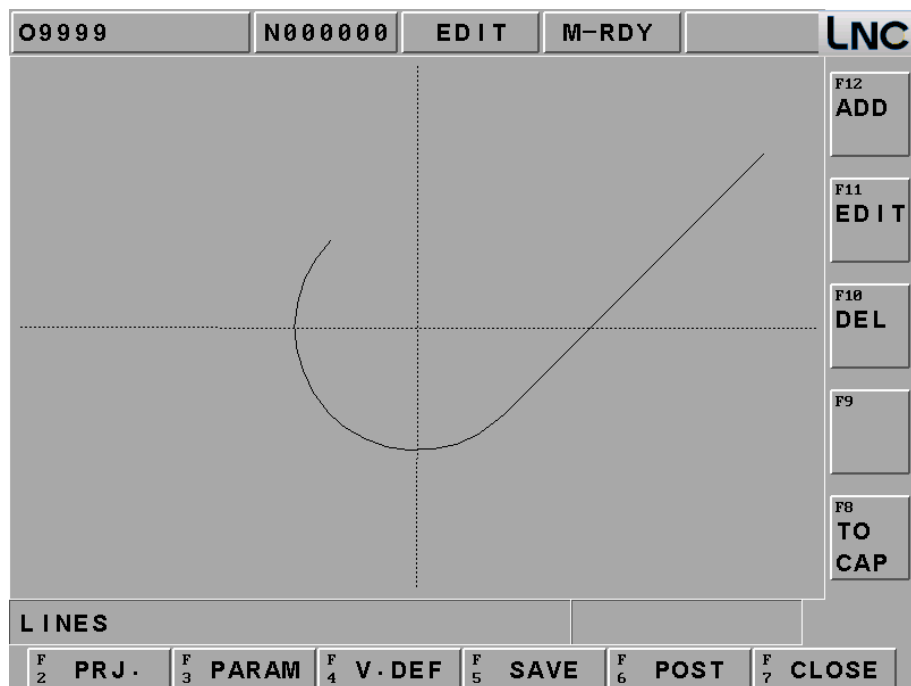 O9999 N000000 EDIT M-RDY LNC
F12
ADD
F11
EDIT
F10
DEL
F9
F8
TO
CAP
LINES
F2 PRJ. F3 PARAM F4 V.DEF F5 SAVE F6 POST F7 CLOSE